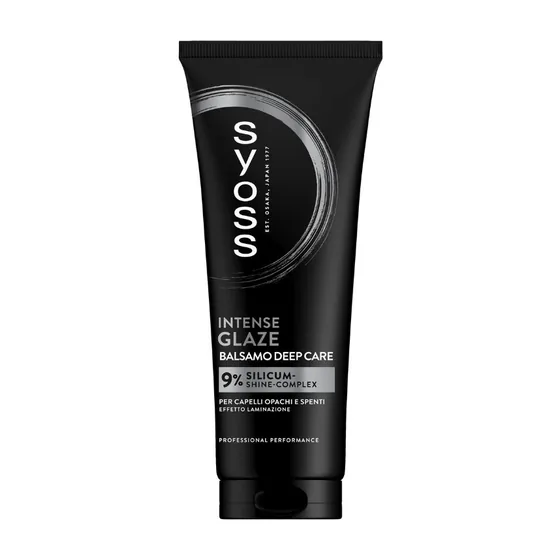 syoss
EST. OSAKA, JAPAN 1977
INTENSE
GLAZE
BALSAMO DEEP CARE
9% SILICUM-
SHINE-COMPLEX
PER CAPELLI OPACHI E SPENTI
EFFETTO LAMINAZIONE
PROFESSIONAL PERFORMANCE